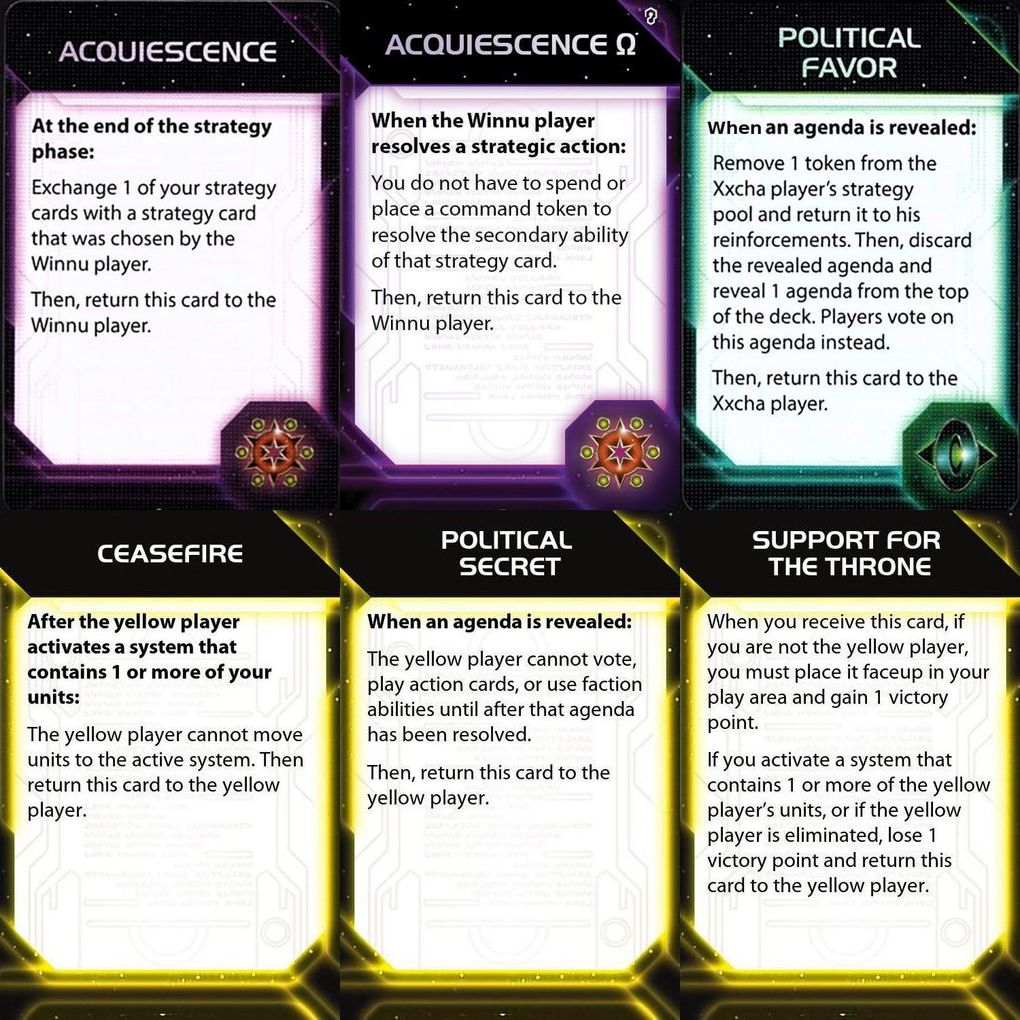 ACQUIESCENCE
At the end of the strategy
phase:
Exchange 1 of your strategy
cards with a strategy card
that was chosen by the
Winnu player.
Then, return this card to the
Winnu player.
ACQUIESCENCE Ω
When the Winnu player
resolves a strategic action:
You do not have to spend or
place a command token to
resolve the secondary ability
of that strategy card.
Then, return this card to the
Winnu player.
POLITICAL
FAVOR
When an agenda is revealed:
Remove 1 token from the
Xxcha player's strategy
pool and return it to his
reinforcements. Then, discard
the revealed agenda and
reveal 1 agenda from the top
of the deck. Players vote on
this agenda instead.
Then, return this card to the
Xxcha player.
CEASEFIRE
After the yellow player
activates a system that
contains 1 or more of your
units:
The yellow player cannot move
units to the active system. Then
return this card to the yellow
player.
POLITICAL
SECRET
When an agenda is revealed:
The yellow player cannot vote,
play action cards, or use faction
abilities until after that agenda
has been resolved.
Then, return this card to the
yellow player.
SUPPORT FOR
THE THRONE
When you receive this card, if
you are not the yellow player,
you must place it faceup in your
play area and gain 1 victory
point.
If you activate a system that
contains 1 or more of the yellow
player's units, or if the yellow
player is eliminated, lose 1
victory point and return this
card to the yellow player.